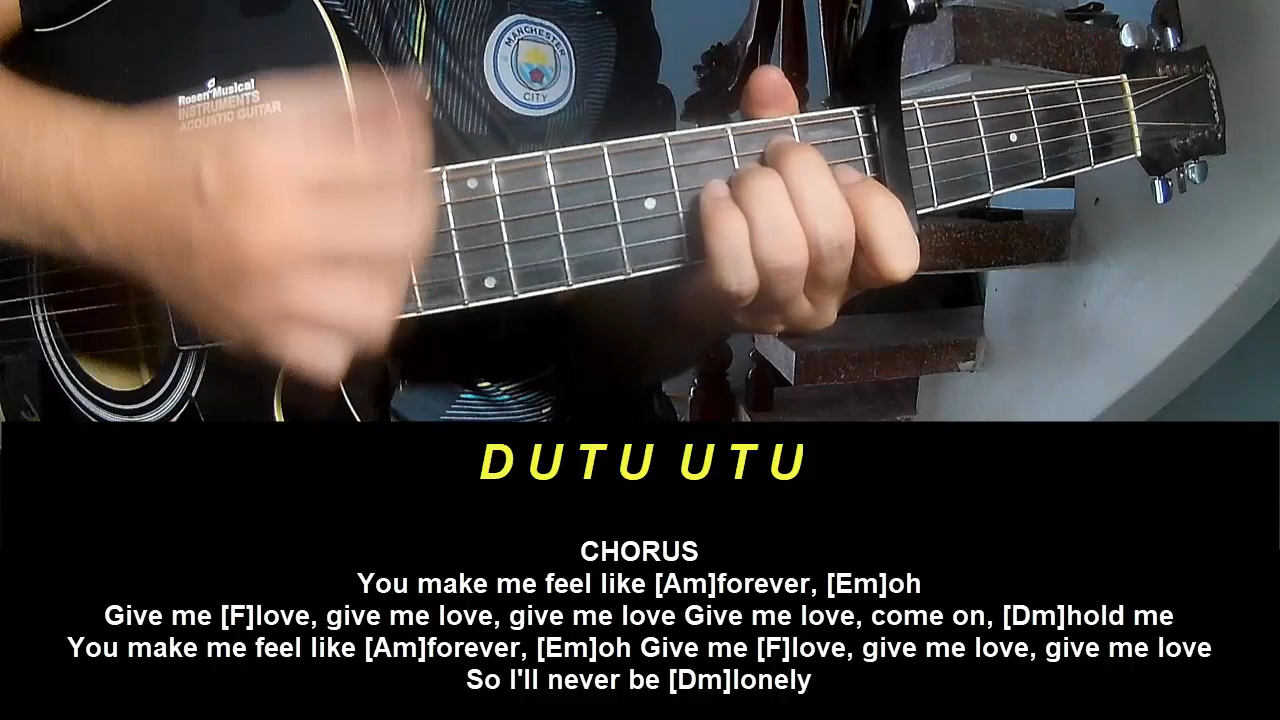 Rosen Musical
INSTRUMENTS
ACOUSTIC GUITAR
MANCHESTER
CITY
D U T U U T U
CHORUS
You make me feel like [Am]forever, [Em]oh
Give me [F]love, give me love, give me love Give me love, come on, [Dm]hold me
You make me feel like [Am]forever, [Em]oh Give me [F]love, give me love, give me love
So I'll never be [Dm]lonely